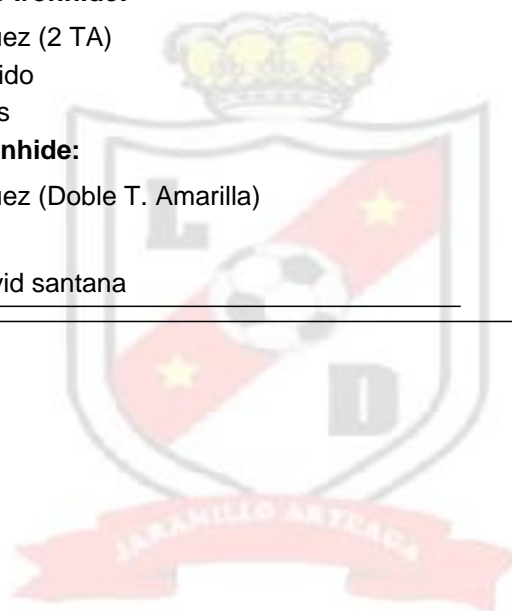 uez (2 TA)
ido
s
nhide:
uez (Doble T. Amarilla)
vid santana
L
D
JARAMILLO ARTEAGA